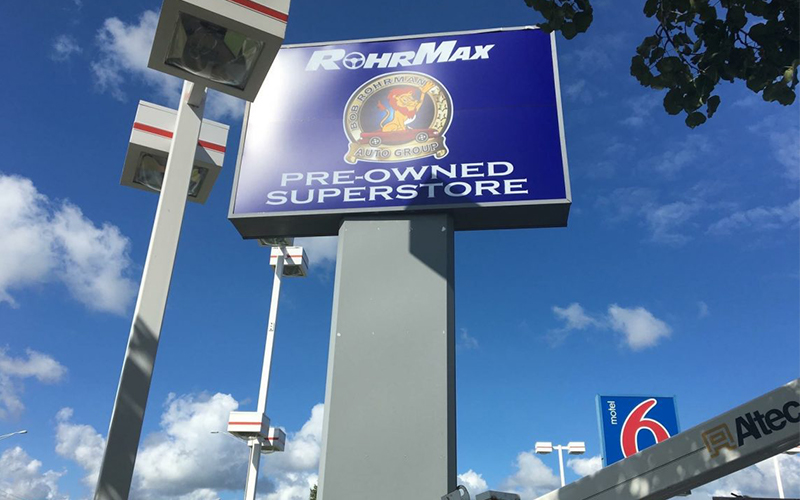 ROHRMAX
BOB ROHRMAN
AUTO GROUP
PRE-OWNED
SUPERSTORE
motel
6
Altec